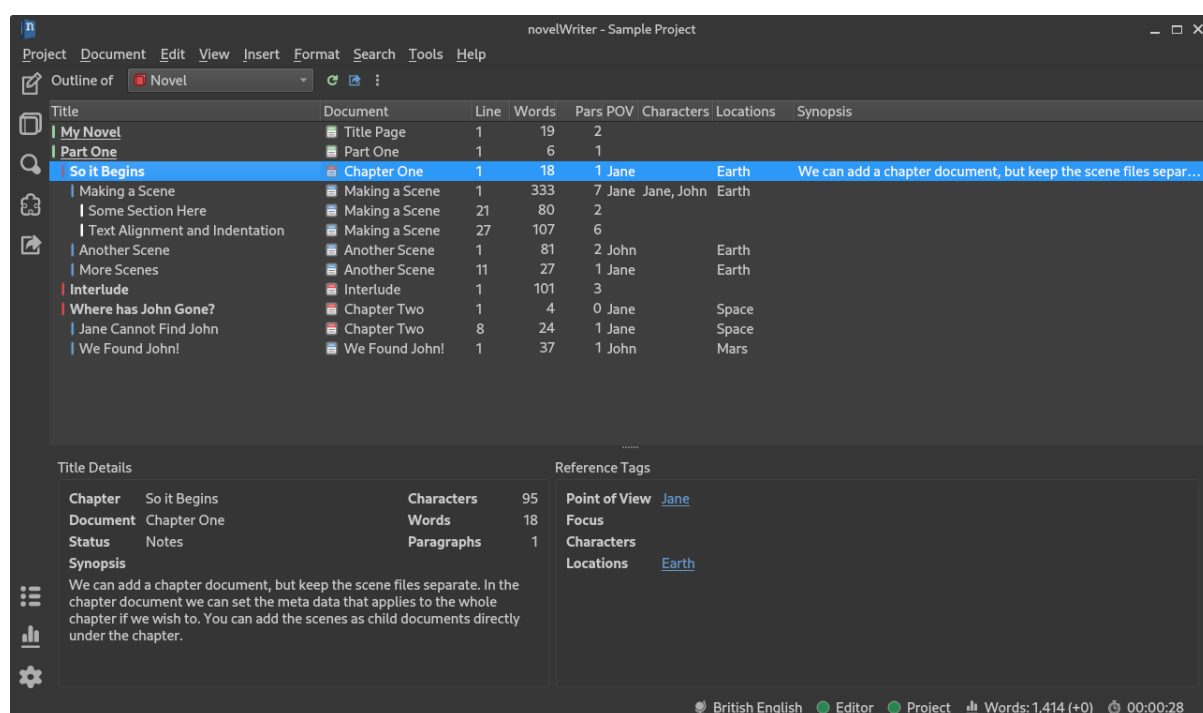 n
novelWriter - Sample Project
Project Document Edit View Insert Format Search Tools Help
Outline of Novel
Title Document Line Words Pars POV Characters Locations Synopsis
My Novel Title Page 1 19 2
Part One Part One 1 6 1
So it Begins Chapter One 1 18 1 Jane Earth We can add a chapter document, but keep the scene files separ...
Making a Scene Making a Scene 1 333 7 Jane Jane, John Earth
Some Section Here Making a Scene 21 80 2
Text Alignment and Indentation Making a Scene 27 107 6
Another Scene Another Scene 1 81 2 John Earth
More Scenes Another Scene 11 27 1 Jane Earth
Interlude Interlude 1 101 3
Where has John Gone? Chapter Two 1 4 0 Jane Space
Jane Cannot Find John Chapter Two 8 24 1 Jane Space
We Found John! We Found John! 1 37 1 John Mars
Title Details
Chapter So it Begins Characters 95
Document Chapter One Words 18
Status Notes Paragraphs 1
Synopsis
We can add a chapter document, but keep the scene files separate. In the
chapter document we can set the meta data that applies to the whole
chapter if we wish to. You can add the scenes as child documents directly
under the chapter.
Reference Tags
Point of View Jane
Focus
Characters
Locations Earth
British English Editor Project Words: 1,414 (+0) 00:00:28